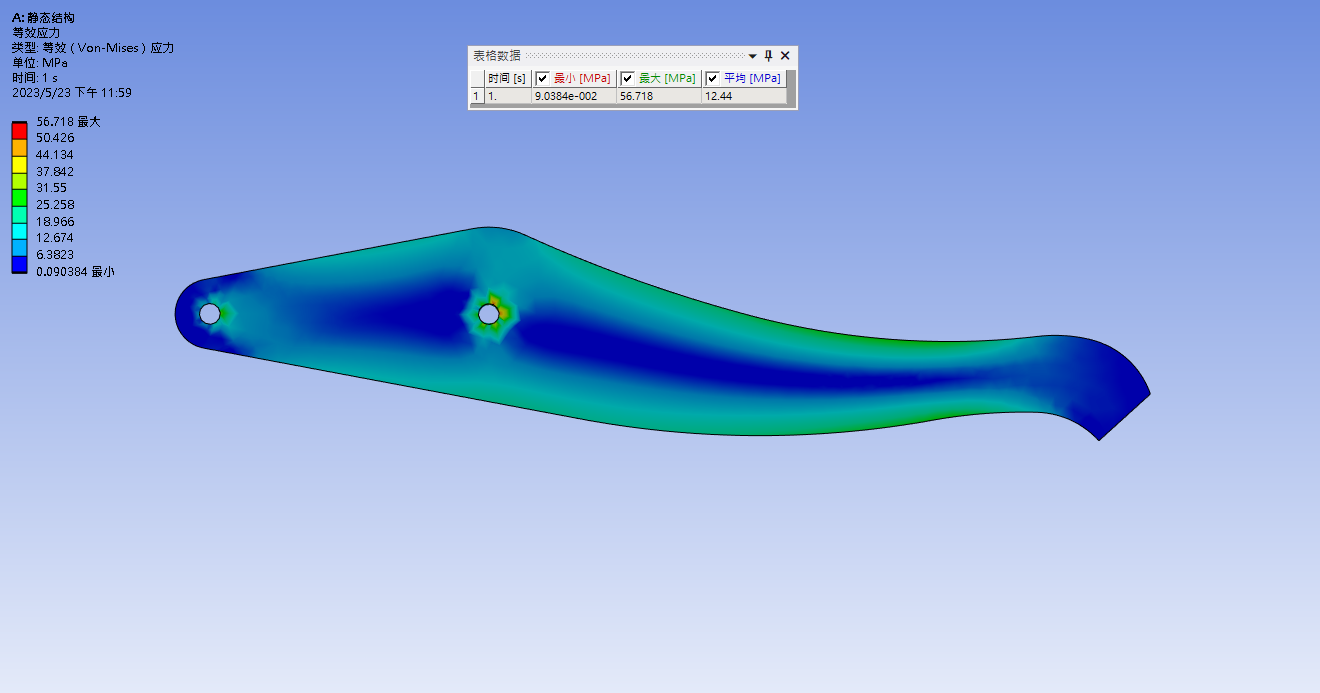 A: 静态结构
等效应力
类型: 等效 ( Von-Mises ) 应力
单位: MPa
时间: 1 s
2023/5/23 下午 11:59
56.718 最大
50.426
44.134
37.842
31.55
25.258
18.966
12.674
6.3823
0.090384 最小
表格数据
时间 [s] 最小 [MPa] 最大 [MPa] 平均 [MPa]
1 1. 9.0384e-002 56.718 12.44